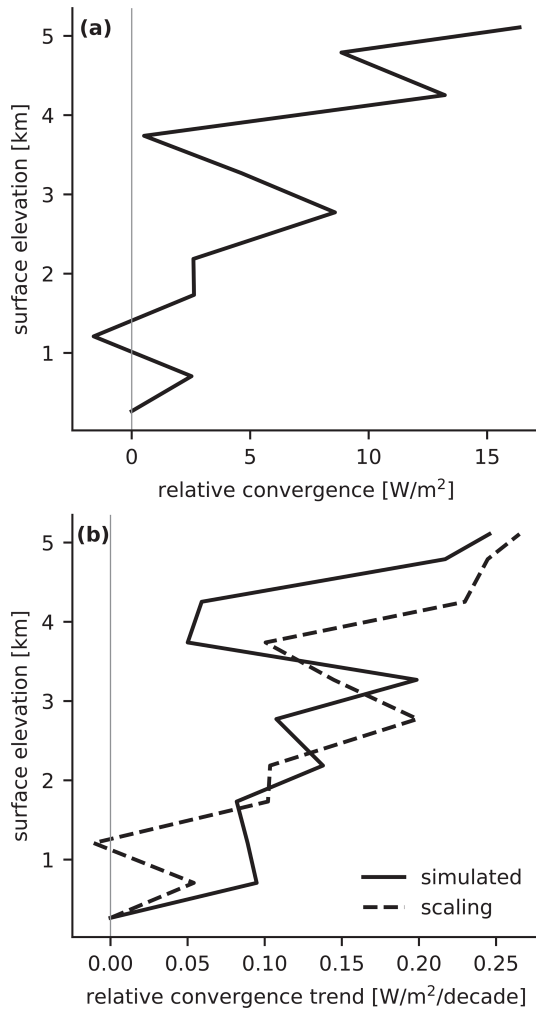 (a)
5
4
3
2
1
surface elevation [km]
0 5 10 15
relative convergence [W/m²]
(b)
5
4
3
2
1
surface elevation [km]
simulated
scaling
0.00 0.05 0.10 0.15 0.20 0.25
relative convergence trend [W/m²/decade]